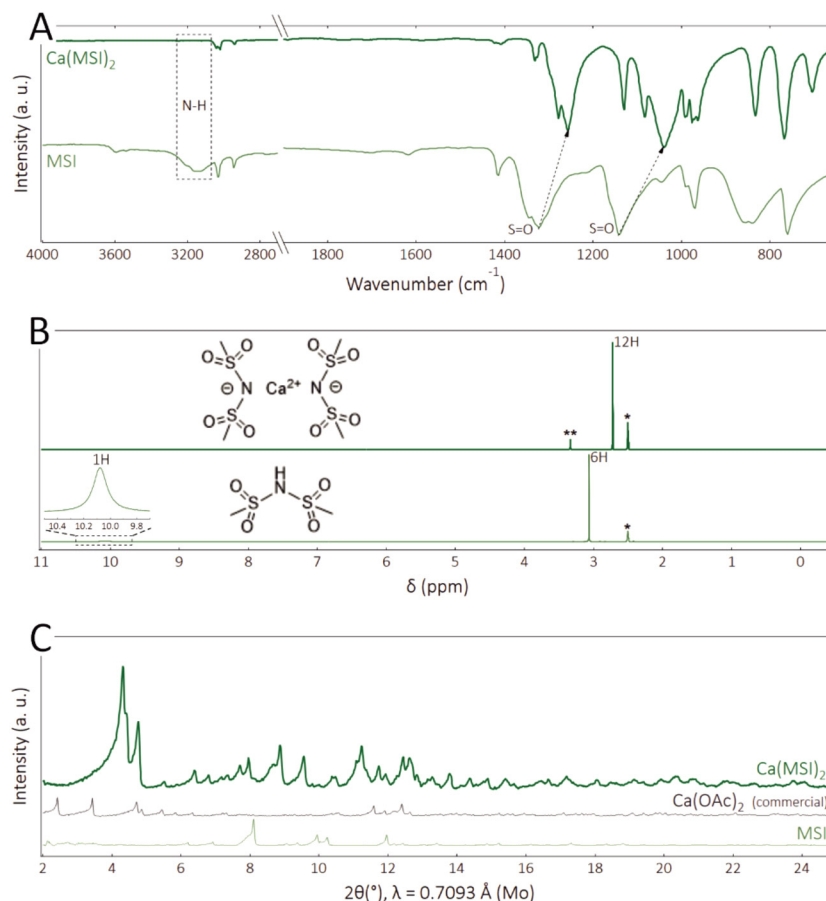 A
Intensity (a. u.)
Ca(MSI)2
N-H
MSI
S=O
S=O
4000 3600 3200 2800 1800 1600 1400 1200 1000 800
Wavenumber (cm-1)
B
12H
O O
S
O O
S
⊖ N Ca2+ N ⊖
S
O O
S
O O
**
*
1H
10.4 10.2 10.0 9.8
6H
H
O N O
S S
O O
*
11 10 9 8 7 6 5 4 3 2 1 0
δ (ppm)
C
Intensity (a. u.)
Ca(MSI)2
Ca(OAc)2 (commercial)
MSI
2 4 6 8 10 12 14 16 18 20 22 24
2θ(°), λ = 0.7093 Å (Mo)